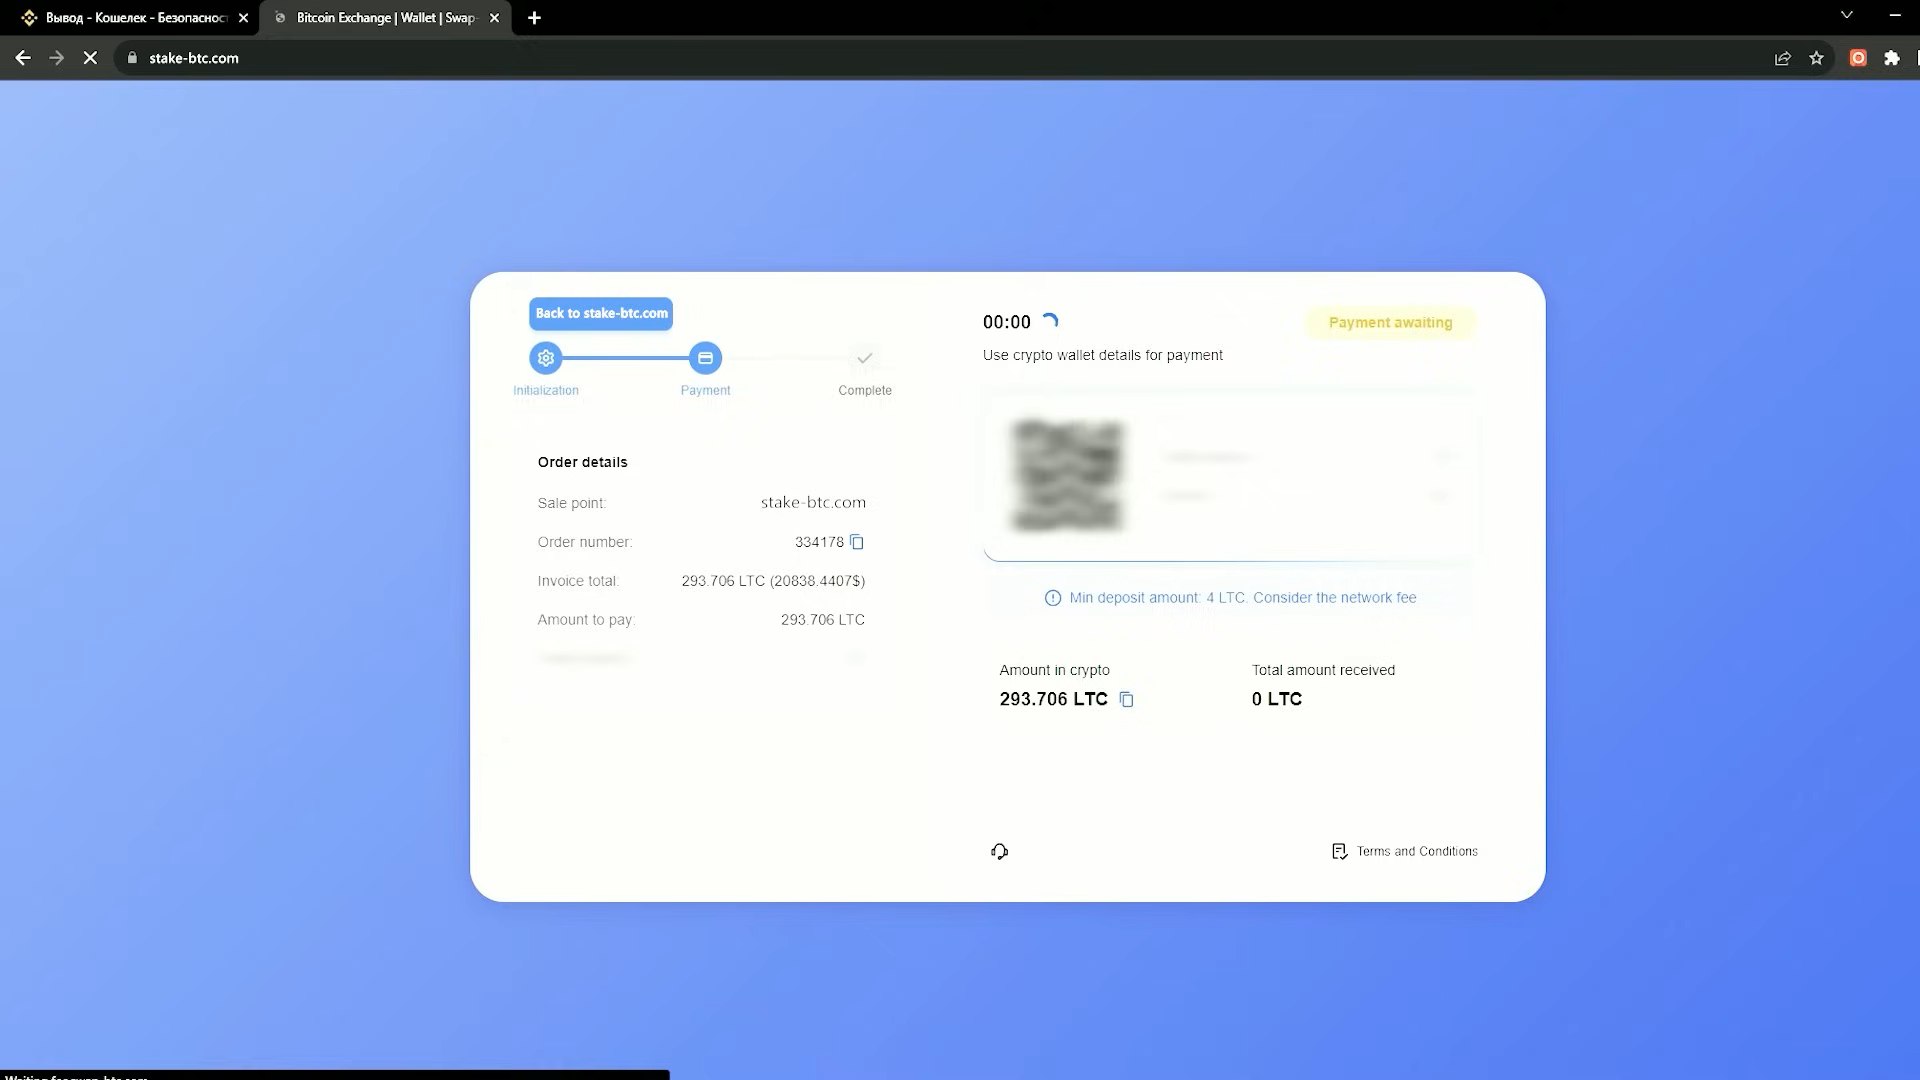 Вывод - Кошелек - Безопасност
Bitcoin Exchange | Wallet | Swap
stake-btc.com
Back to stake-btc.com
Initialization
Payment
Complete
Order details
Sale point: stake-btc.com
Order number: 334178
Invoice total: 293.706 LTC (20838.4407$)
Amount to pay: 293.706 LTC
00:00
Payment awaiting
Use crypto wallet details for payment
Min deposit amount: 4 LTC. Consider the network fee
Amount in crypto
293.706 LTC
Total amount received
0 LTC
Terms and Conditions